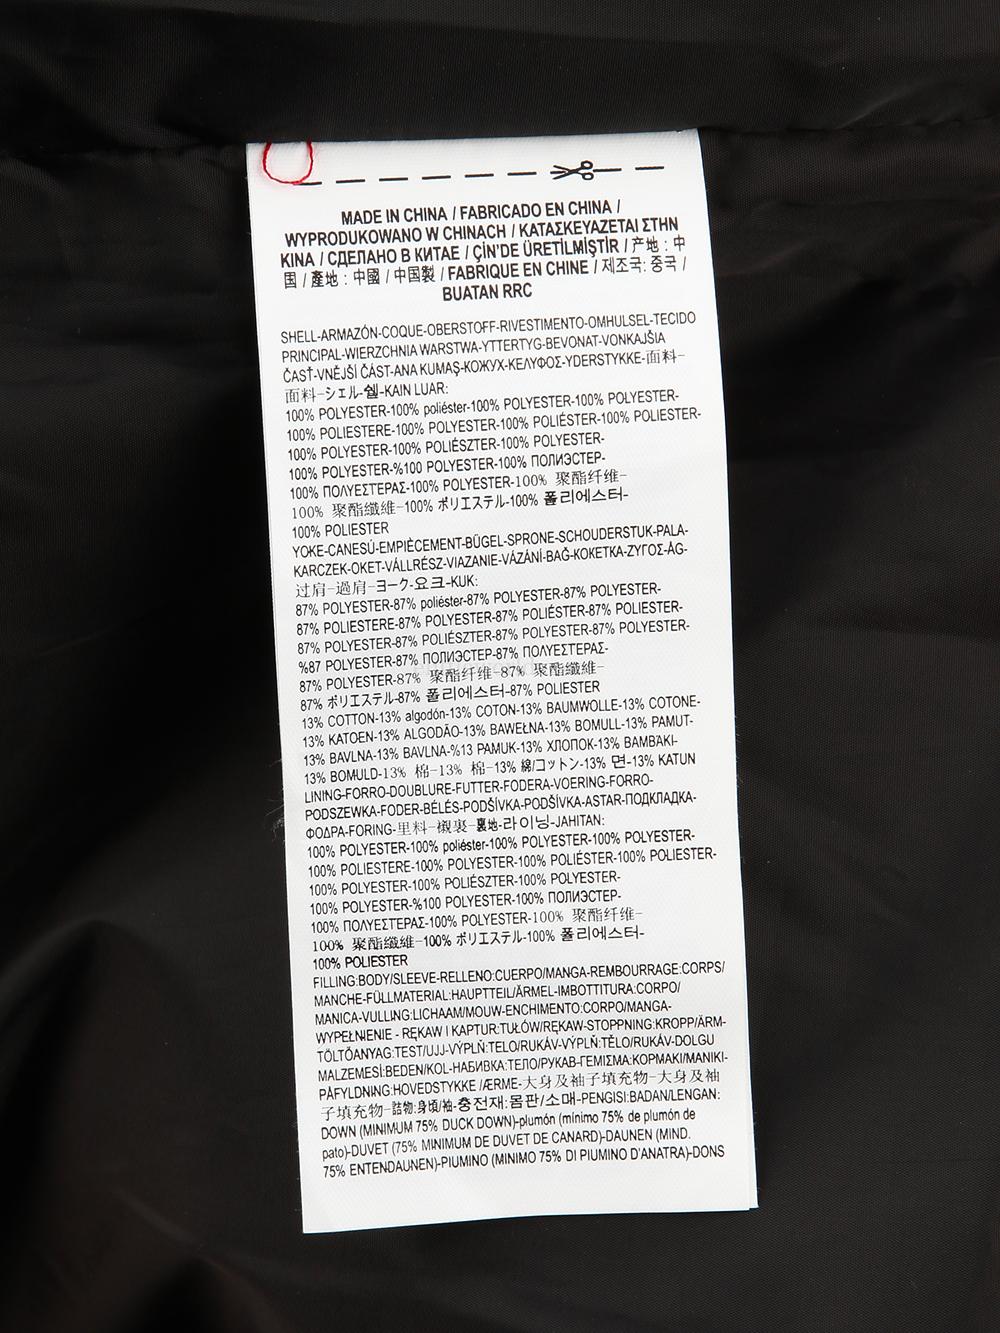 MADE IN CHINA / FABRICADO EN CHINA /
WYPRODUKOWANO W CHINACH / ΚΑΤΑΣΚΕΥΑΖΕΤΑΙ ΣΤΗΝ
ΚΙΝΑ / СДЕЛАНО В КИТАЕ / ÇİN'DE ÜRETİLMİŞTİR / 产地 : 中
国 / 產地 : 中國 / 中国製 / FABRIQUE EN CHINE / 제조국: 중국 /
BUATAN RRC
SHELL-ARMAZÓN-COQUE-OBERSTOFF-RIVESTIMENTO-OMHULSEL-TECIDO
PRINCIPAL-WIERZCHNIA WARSTWA-YTTERTYG-BEVONAT-VONKAJŠIA
ČASŤ-VNĚJŠÍ ČÁST-ANA KUMAŞ-КОЖУХ-ΚΕΛΥΦΟΣ-YDERSTYKKE-面料-
面料-シェル-쉘-KAIN LUAR:
100% POLYESTER-100% poliéster-100% POLYESTER-100% POLYESTER-
100% POLIESTERE-100% POLYESTER-100% POLIÉSTER-100% POLIESTER-
100% POLYESTER-100% POLIÉSZTER-100% POLYESTER-
100% POLYESTER-%100 POLYESTER-100% ПОЛИЭСТЕР-
100% ΠΟΛΥΕΣΤΕΡΑΣ-100% POLYESTER-100% 聚酯纤维-
100% 聚酯纖維-100% ポリエステル-100% 폴리에스터-
100% POLIESTER
YOKE-CANESÚ-EMPIÈCEMENT-BÜGEL-SPRONE-SCHOUDERSTUK-PALA-
KARCZEK-OKET-VÁLLRÉSZ-VIAZANIE-VÁZÁNÍ-BAĞ-КОКЕТКА-ΖΥΓΟΣ-ÅG-
过肩-過肩-ヨーク-요크-KUK:
87% POLYESTER-87% poliéster-87% POLYESTER-87% POLYESTER-
87% POLIESTERE-87% POLYESTER-87% POLIÉSTER-87% POLIESTER-
87% POLYESTER-87% POLIÉSZTER-87% POLYESTER-87% POLYESTER-
%87 POLYESTER-87% ПОЛИЭСТЕР-87% ΠΟΛΥΕΣΤΕΡΑΣ-
87% POLYESTER-87% 聚酯纤维-87% 聚酯纖維-
87% ポリエステル-87% 폴리에스터-87% POLIESTER
13% COTTON-13% algodón-13% COTON-13% BAUMWOLLE-13% COTONE-
13% KATOEN-13% ALGODÃO-13% BAWEŁNA-13% BOMULL-13% PAMUT-
13% BAVLNA-13% BAVLNA-%13 PAMUK-13% ХЛОПОК-13% ΒΑΜΒΑΚΙ-
13% BOMULD-13% 棉-13% 棉-13% 綿/コットン-13% 면-13% KATUN
LINING-FORRO-DOUBLURE-FUTTER-FODERA-VOERING-FORRO-
PODSZEWKA-FODER-BÉLÉS-PODŠÍVKA-PODŠÍVKA-ASTAR-ПОДКЛАДКА-
ΦΟΔΡΑ-FORING-里料-襯裏-裏地-라이닝-JAHITAN:
100% POLYESTER-100% poliéster-100% POLYESTER-100% POLYESTER-
100% POLIESTERE-100% POLYESTER-100% POLIÉSTER-100% POLIESTER-
100% POLYESTER-100% POLIÉSZTER-100% POLYESTER-
100% POLYESTER-%100 POLYESTER-100% ПОЛИЭСТЕР-
100% ΠΟΛΥΕΣΤΕΡΑΣ-100% POLYESTER-100% 聚酯纤维-
100% 聚酯纖維-100% ポリエステル-100% 폴리에스터-
100% POLIESTER
FILLING:BODY/SLEEVE-RELLENO:CUERPO/MANGA-REMBOURRAGE:CORPS/
MANCHE-FÜLLMATERIAL:HAUPTTEIL/ÄRMEL-IMBOTTITURA:CORPO/
MANICA-VULLING:LICHAAM/MOUW-ENCHIMENTO:CORPO/MANGA-
WYPEŁNIENIE - RĘKAW I KAPTUR:TUŁÓW/RĘKAW-STOPPNING:KROPP/ÄRM-
TÖLTŐANYAG:TEST/UJJ-VÝPLŇ:TELO/RUKÁV-VÝPLŇ:TĚLO/RUKÁV-DOLGU
MALZEMESİ:BEDEN/KOL-НАБИВКА:ТЕЛО/РУКАВ-ΓΕΜΙΣΜΑ:ΚΟΡΜΑΚΙ/ΜΑΝΙΚΙ-
PÅFYLDNING:HOVEDSTYKKE /ÆRME-大身及袖子填充物-大身及袖
子填充物-詰物:身頃/袖-충전재:몸판/소매-PENGISI:BADAN/LENGAN:
DOWN (MINIMUM 75% DUCK DOWN)-plumón (mínimo 75% de plumón de
pato)-DUVET (75% MINIMUM DE DUVET DE CANARD)-DAUNEN (MIND.
75% ENTENDAUNEN)-PIUMINO (MINIMO 75% DI PIUMINO D'ANATRA)-DONS